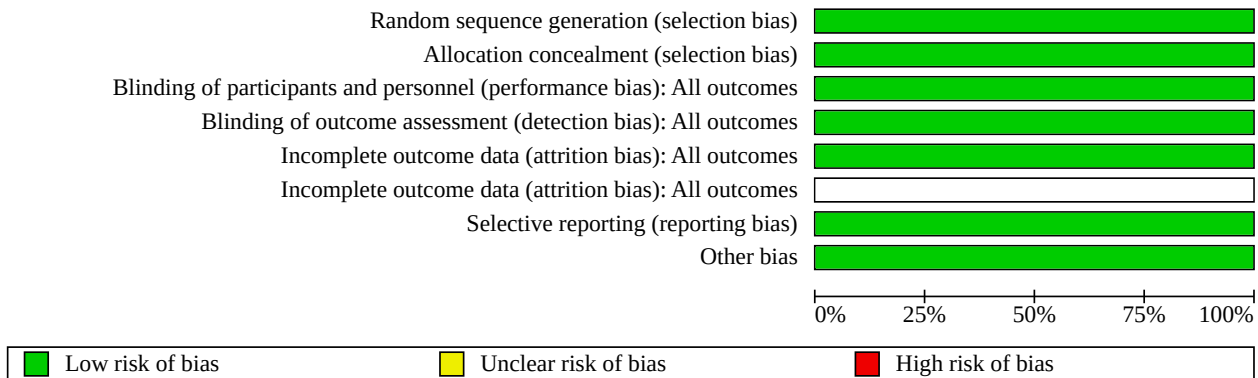 Random sequence generation (selection bias)
Allocation concealment (selection bias)
Blinding of participants and personnel (performance bias): All outcomes
Blinding of outcome assessment (detection bias): All outcomes
Incomplete outcome data (attrition bias): All outcomes
Incomplete outcome data (attrition bias): All outcomes
Selective reporting (reporting bias)
Other bias
0% 25% 50% 75% 100%
Low risk of bias Unclear risk of bias High risk of bias